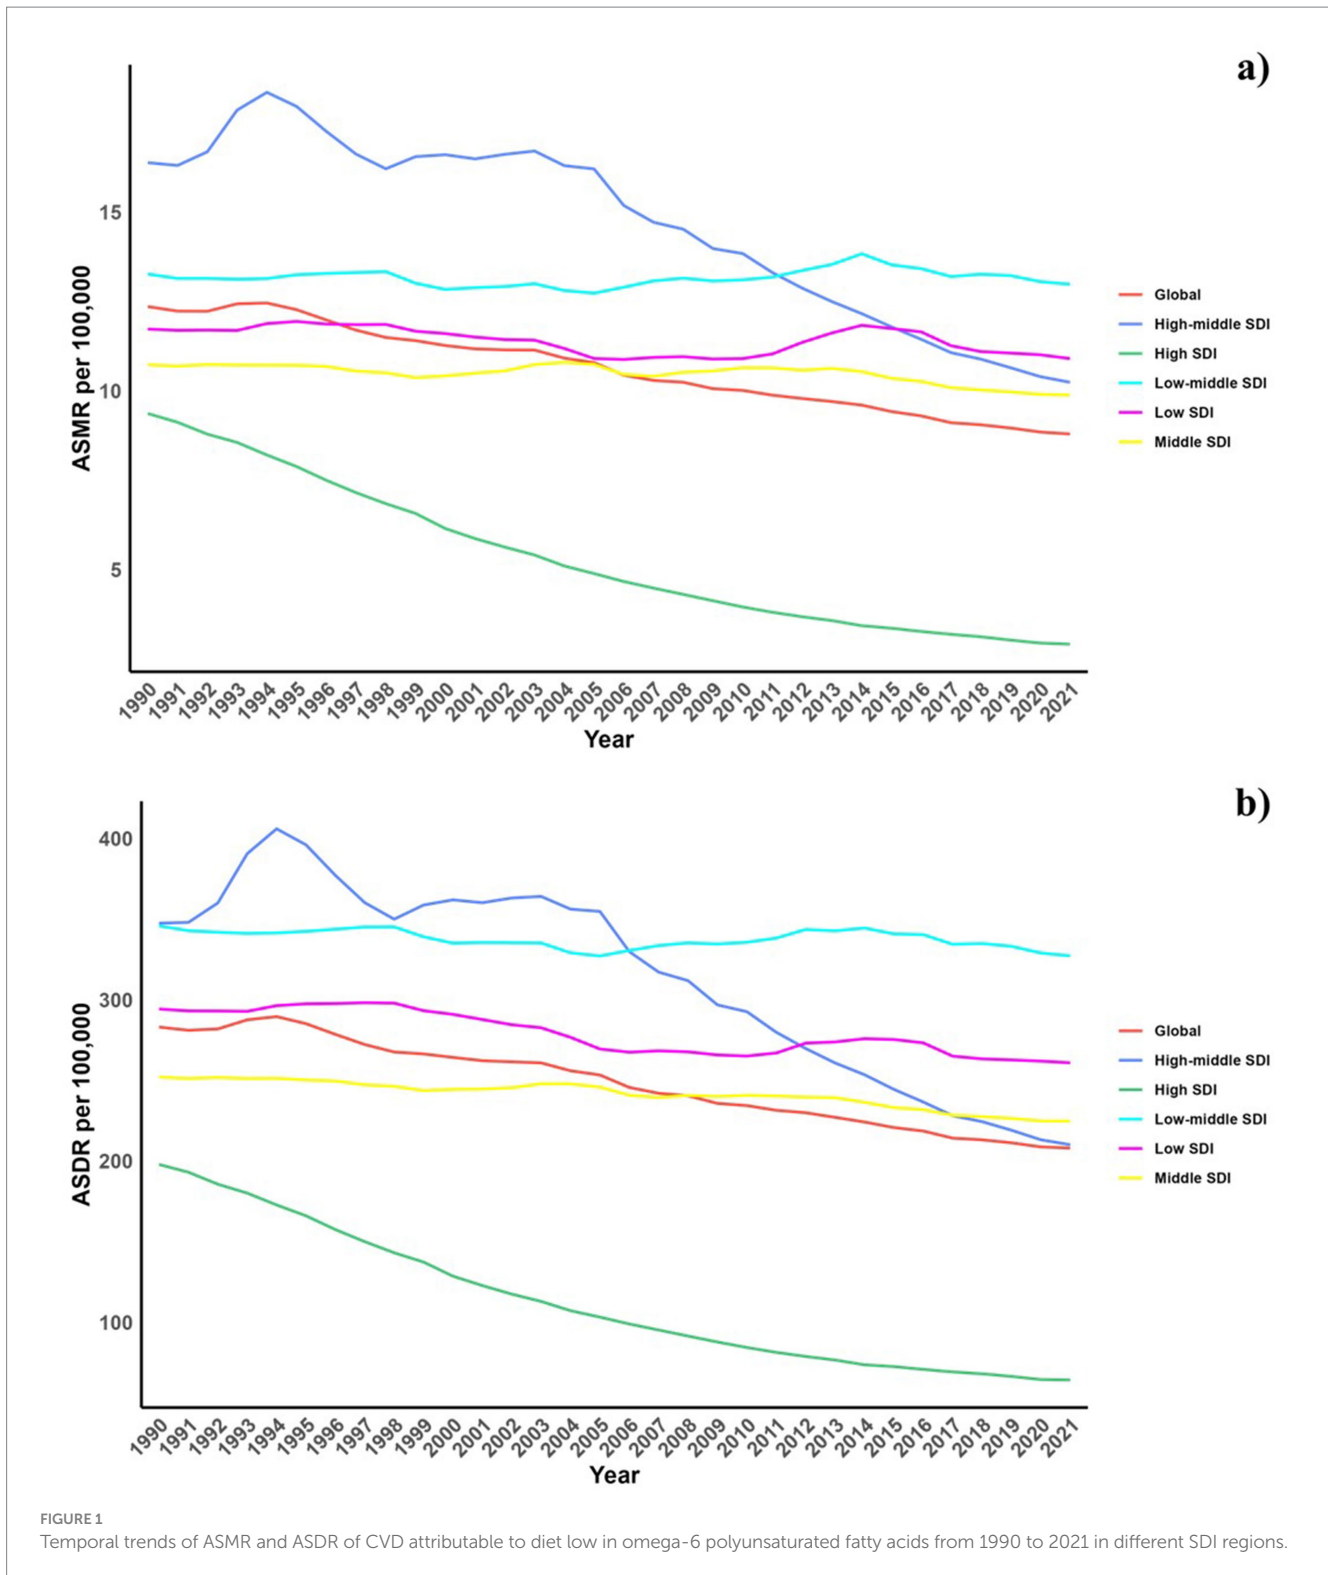 a)
15
10
5
ASMR per 100,000
1990 1991 1992 1993 1994 1995 1996 1997 1998 1999 2000 2001 2002 2003 2004 2005 2006 2007 2008 2009 2010 2011 2012 2013 2014 2015 2016 2017 2018 2019 2020 2021
Year
Global
High-middle SDI
High SDI
Low-middle SDI
Low SDI
Middle SDI
b)
400
300
200
100
ASDR per 100,000
1990 1991 1992 1993 1994 1995 1996 1997 1998 1999 2000 2001 2002 2003 2004 2005 2006 2007 2008 2009 2010 2011 2012 2013 2014 2015 2016 2017 2018 2019 2020 2021
Year
Global
High-middle SDI
High SDI
Low-middle SDI
Low SDI
Middle SDI
FIGURE 1
Temporal trends of ASMR and ASDR of CVD attributable to diet low in omega-6 polyunsaturated fatty acids from 1990 to 2021 in different SDI regions.